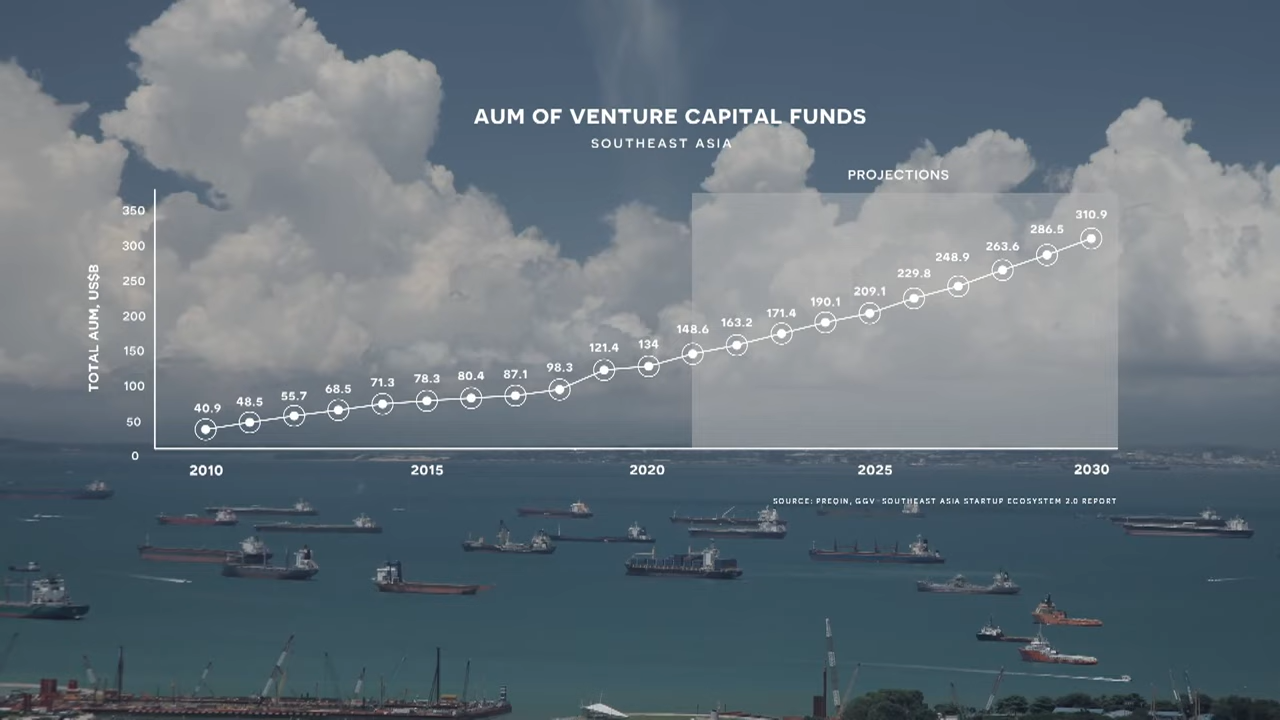 AUM OF VENTURE CAPITAL FUNDS
SOUTHEAST ASIA
PROJECTIONS
TOTAL AUM, US$B
350
300
250
200
150
100
50
0
40.9 48.5 55.7 68.5 71.3 78.3 80.4 87.1 98.3 121.4 134 148.6 163.2 171.4 190.1 209.1 229.8 248.9 263.6 286.5 310.9
2010 2015 2020 2025 2030
SOURCE: PREQIN, GGV SOUTHEAST ASIA STARTUP ECOSYSTEM 2.0 REPORT